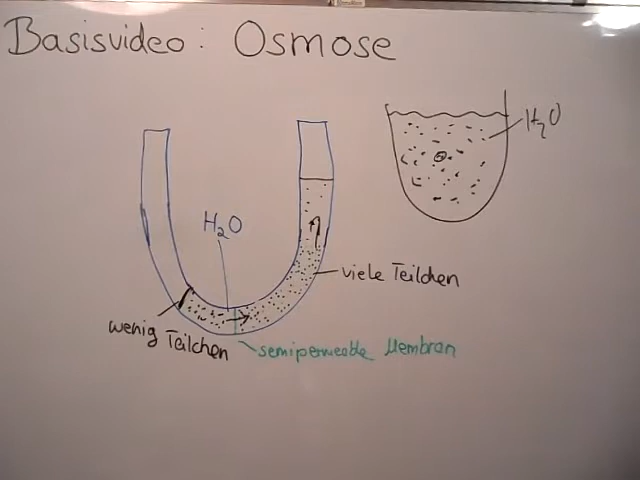 Basisvideo: Osmose
H₂O
H₂O
viele Teilchen
wenig Teilchen
semipermeable Membran